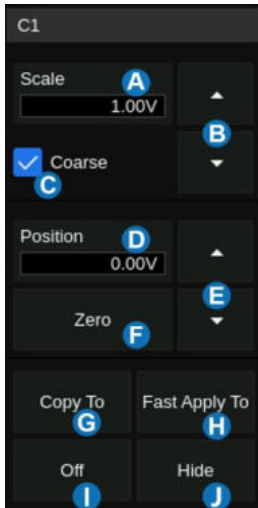 C1
Scale
A
1.00V
B
Coarse
C
Position
D
0.00V
E
Zero
F
Copy To
G
Fast Apply To
H
Off
I
Hide
J